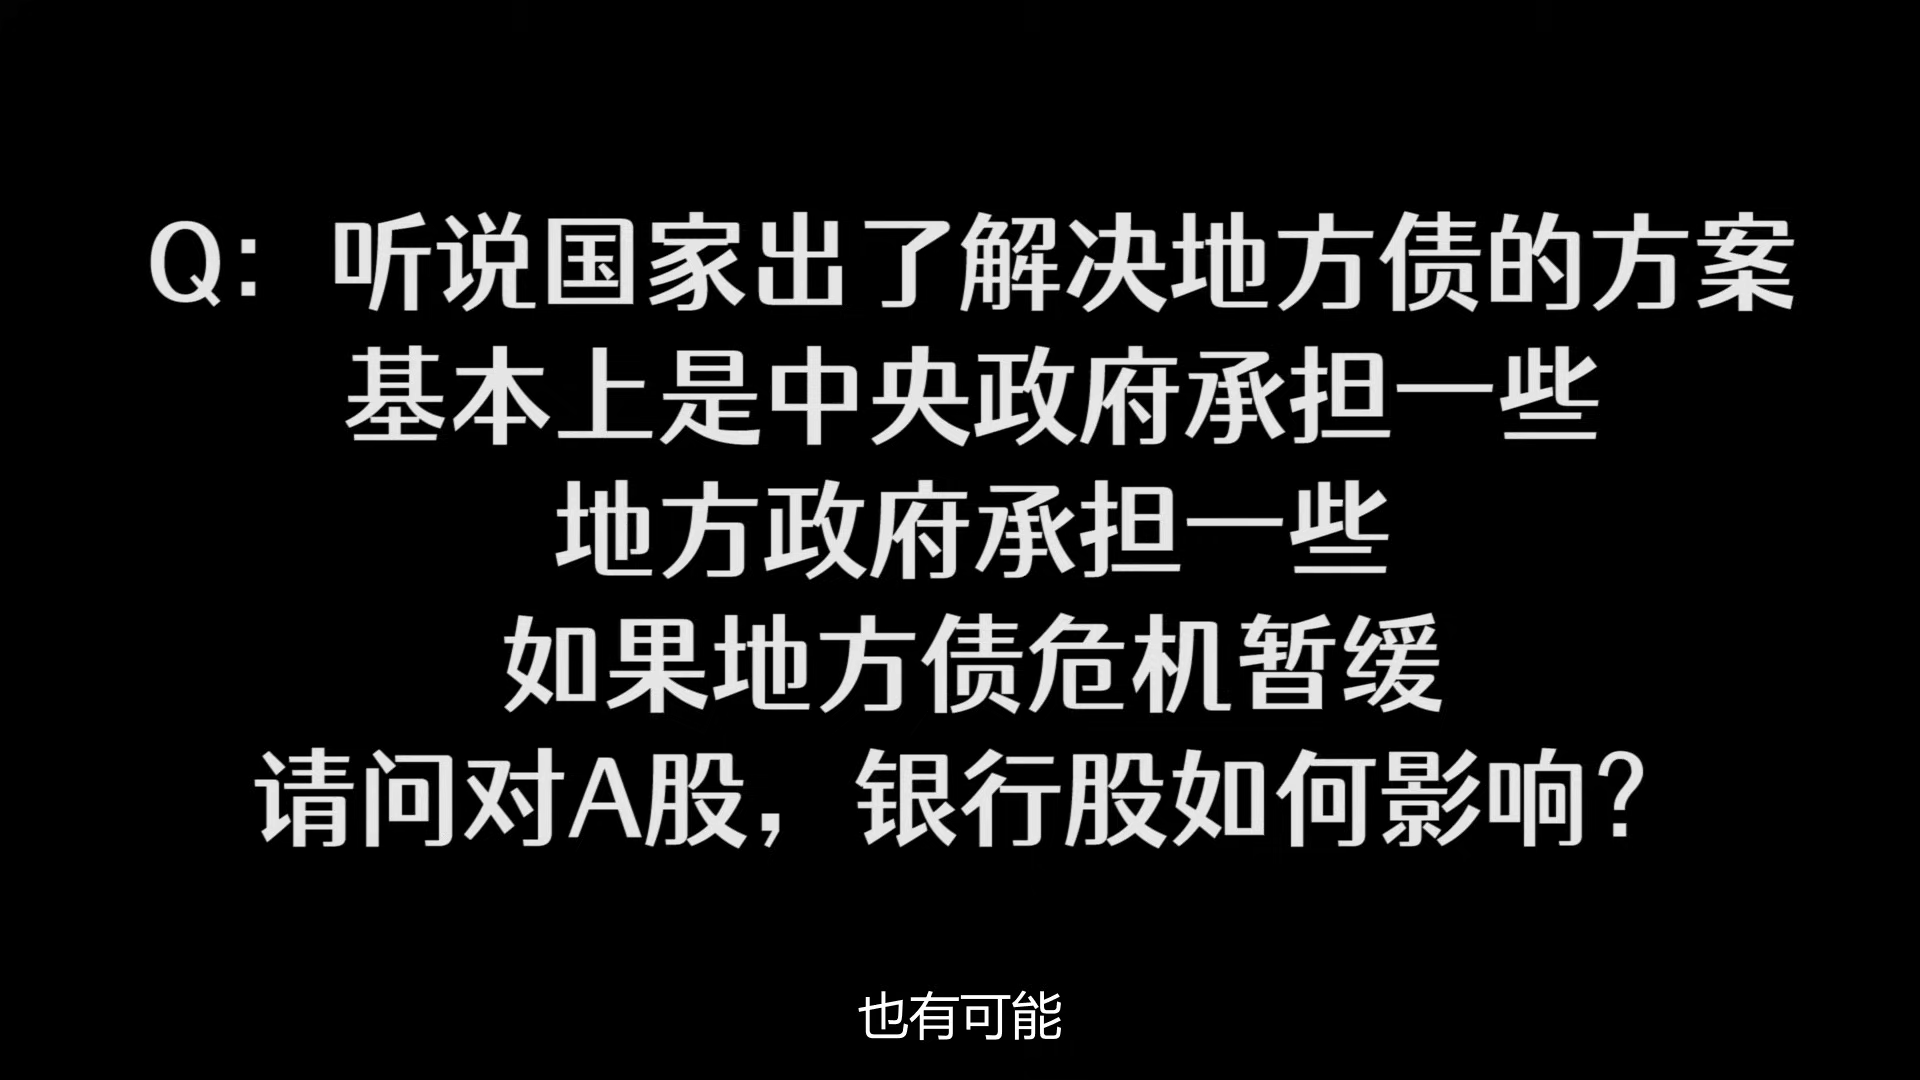 Q：听说国家出了解决地方债的方案
基本上是中央政府承担一些
地方政府承担一些
如果地方债危机暂缓
请问对A股，银行股如何影响？
也有可能